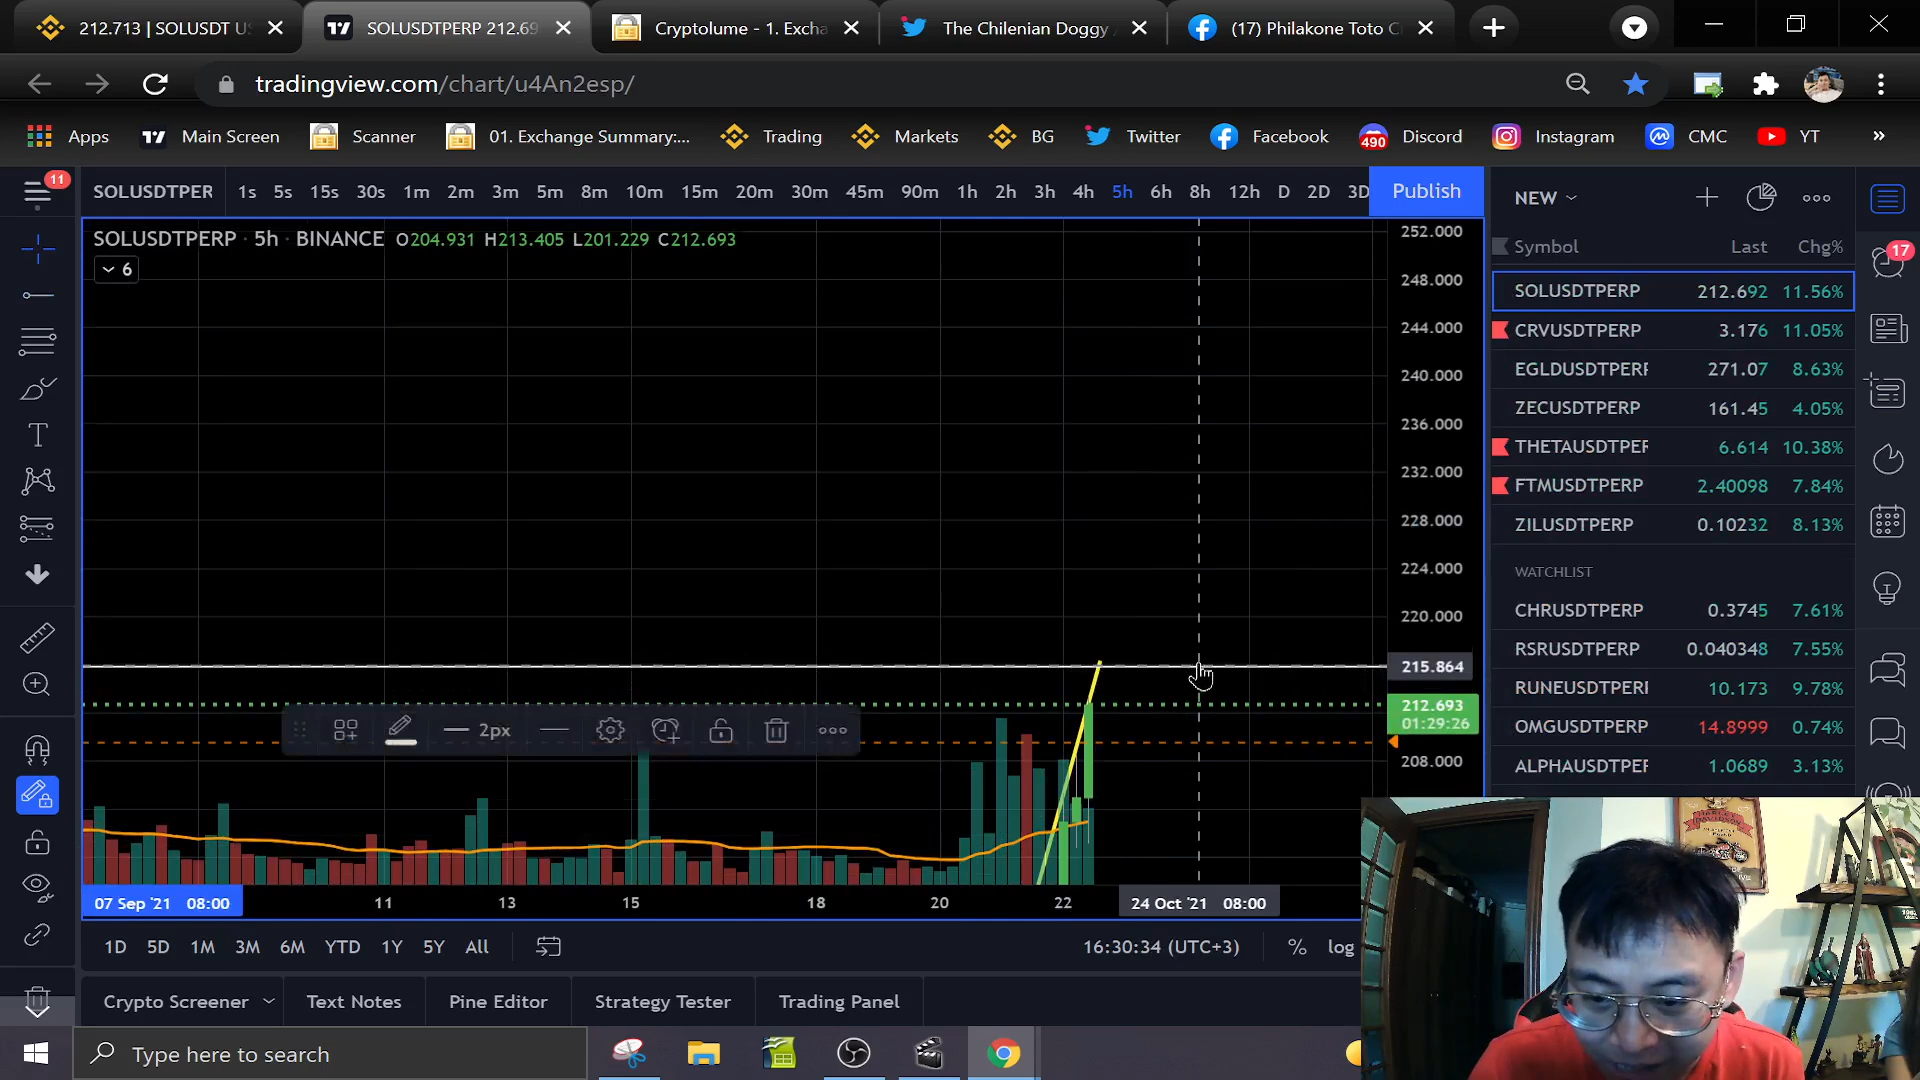 212.713 | SOLUSDT U
SOLUSDTPERP 212.69
Cryptolume - 1. Excha
The Chilenian Doggy
(17) Philakone Toto C
tradingview.com/chart/u4An2esp/
Apps
Main Screen
Scanner
01. Exchange Summary:...
Trading
Markets
BG
Twitter
Facebook
490
Discord
Instagram
CMC
YT
»
11
SOLUSDTPER
1s 5s 15s 30s 1m 2m 3m 5m 8m 10m 15m 20m 30m 45m 90m 1h 2h 3h 4h 5h 6h 8h 12h D 2D 3D
Publish
NEW
SOLUSDTPERP · 5h · BINANCE O204.931 H213.405 L201.229 C212.693
6
252.000
248.000
244.000
240.000
236.000
232.000
228.000
224.000
220.000
215.864
212.693
01:29:26
208.000
Symbol Last Chg%
17
SOLUSDTPERP 212.692 11.56%
CRVUSDTPERP 3.176 11.05%
EGLDUSDTPERF 271.07 8.63%
ZECUSDTPERP 161.45 4.05%
THETAUSDTPER 6.614 10.38%
FTMUSDTPERP 2.40098 7.84%
ZILUSDTPERP 0.10232 8.13%
WATCHLIST
CHRUSDTPERP 0.3745 7.61%
RSRUSDTPERP 0.040348 7.55%
RUNEUSDTPERI 10.173 9.78%
OMGUSDTPERP 14.8999 0.74%
ALPHAUSDTPEF 1.0689 3.13%
2px
07 Sep '21 08:00
11
13
15
18
20
22
24 Oct '21 08:00
1D 5D 1M 3M 6M YTD 1Y 5Y All
16:30:34 (UTC+3)
%
log
Crypto Screener
Text Notes
Pine Editor
Strategy Tester
Trading Panel
Type here to search